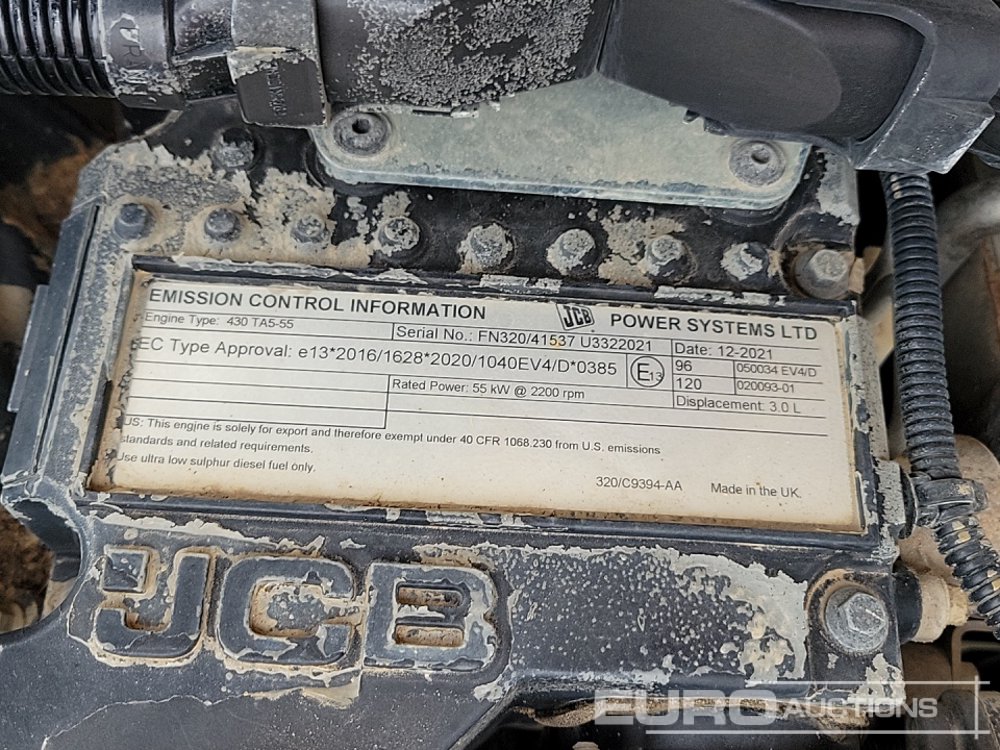 EMISSION CONTROL INFORMATION JCB POWER SYSTEMS LTD
Engine Type: 430 TA5-55 Serial No.: FN320/41537 U3322021 Date: 12-2021
EC Type Approval: e13*2016/1628*2020/1040EV4/D*0385 E13 96 050034 EV4/D
120 020093-01
Rated Power: 55 kW @ 2200 rpm Displacement: 3.0 L
US: This engine is solely for export and therefore exempt under 40 CFR 1068.230 from U.S. emissions
standards and related requirements.
Use ultra low sulphur diesel fuel only.
320/C9394-AA Made in the UK.
JCB
EURO AUCTIONS